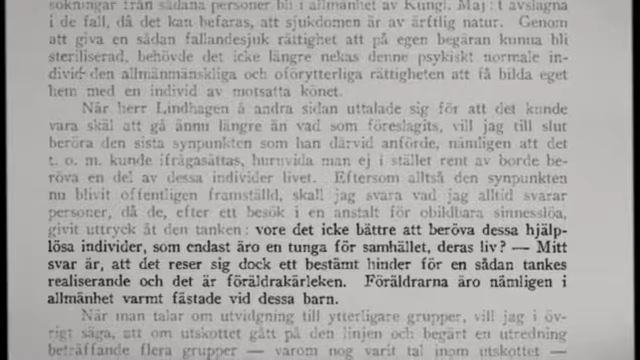 sökningar från sådana personer bli i allmänhet av Kungl. Maj:t avslagna
i de fall, då det kan befaras, att sjukdomen är av ärftlig natur. Genom
att giva en sådan fallandesjuk rättighet att på egen begäran kunna bli
steriliserad, behövde det icke längre nekas denne psykiskt normale in-
divid den allmänmänskliga och oförytterliga rättigheten att få bilda eget
hem med en individ av motsatta könet.
När herr Lindhagen å andra sidan uttalade sig för att det kunde
vara skäl att gå ännu längre än vad som föreslagits, vill jag till slut
beröra den sista synpunkten som han därvid anförde, nämligen att det
t. o. m. kunde ifrågasättas, huruvida man ej i stället rent av borde be-
röva en del av dessa individer livet. Eftersom alltså den synpunkten
nu blivit offentligen framställd, skall jag svara vad jag alltid svarar
personer, då de, efter ett besök i en anstalt för obildbara sinnesslöa,
givit uttryck åt den tanken: vore det icke bättre att beröva dessa hjälp-
lösa individer, som endast äro en tunga för samhället, deras liv? — Mitt
svar är, att det reser sig dock ett bestämt hinder för en sådan tankes
realiserande och det är föräldrakärleken. Föräldrarna äro nämligen i
allmänhet varmt fästade vid dessa barn.
När man talar om utvidgning till ytterligare grupper, vill jag i öv-
rigt säga, att om utskottet gått på den linjen och begärt en utredning
beträffande flera grupper — varom nog varit tal inom utskottet —